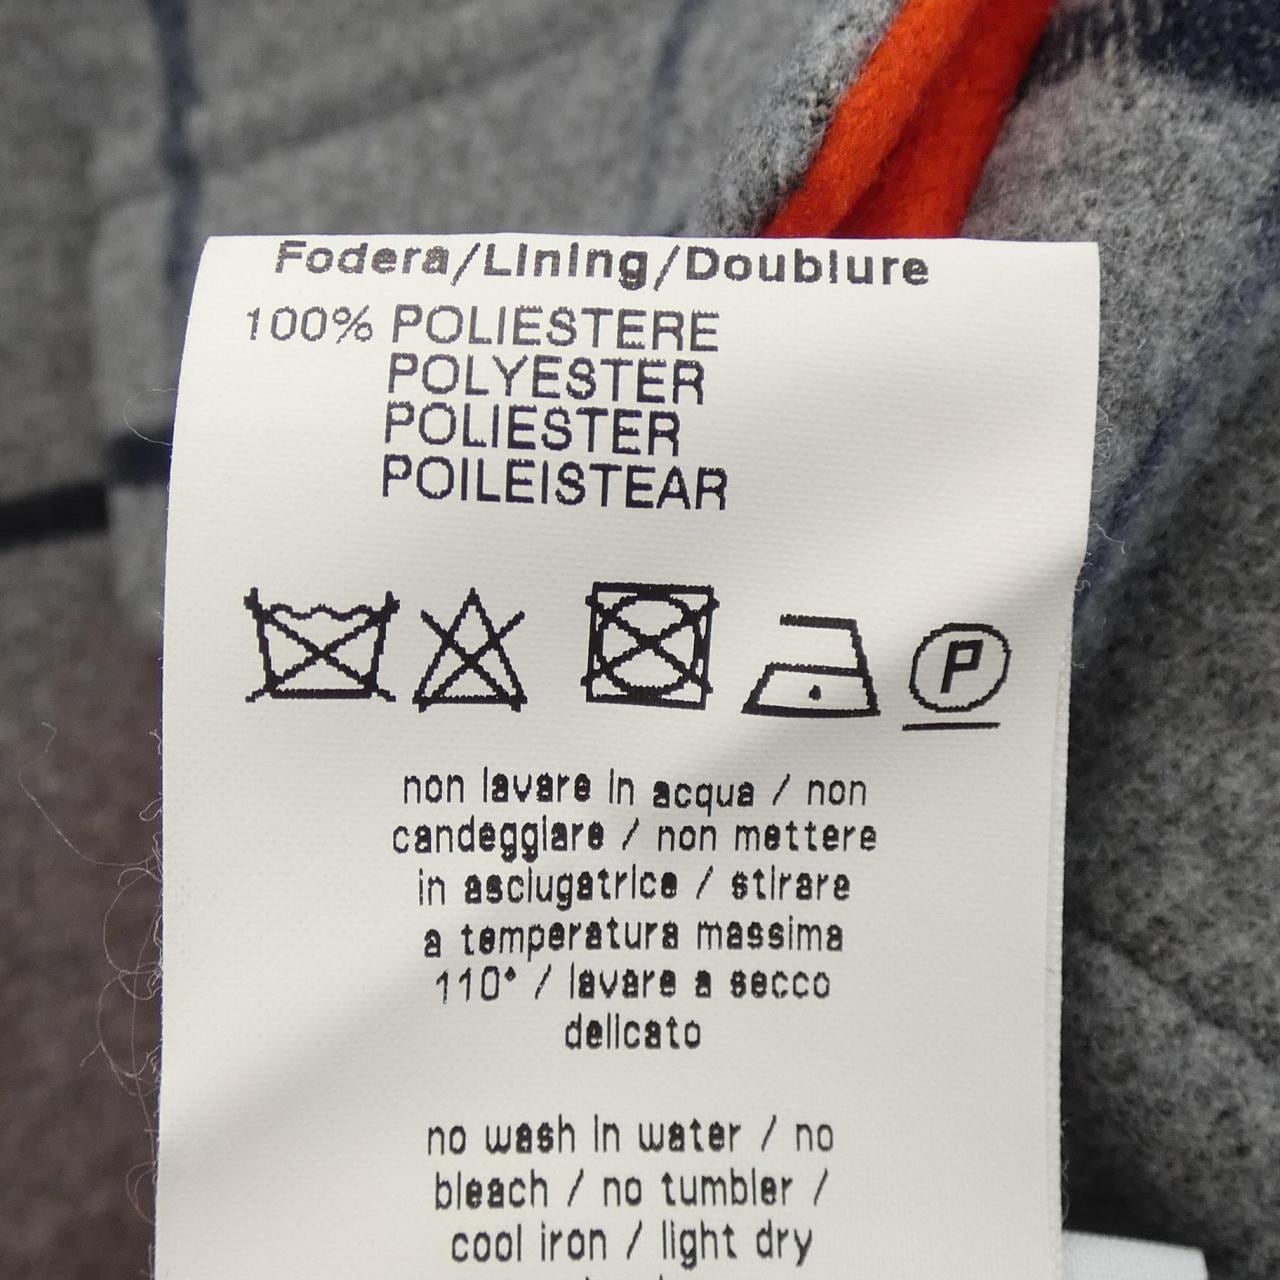 Fodera/Lining/Doublure
100% POLIESTERE
POLYESTER
POLIESTER
POILEISTEAR
P
non lavare in acqua / non
candeggiare / non mettere
in asciugatrice / stirare
a temperatura massima
110° / lavare a secco
delicato
no wash in water / no
bleach / no tumbler /
cool iron / light dry